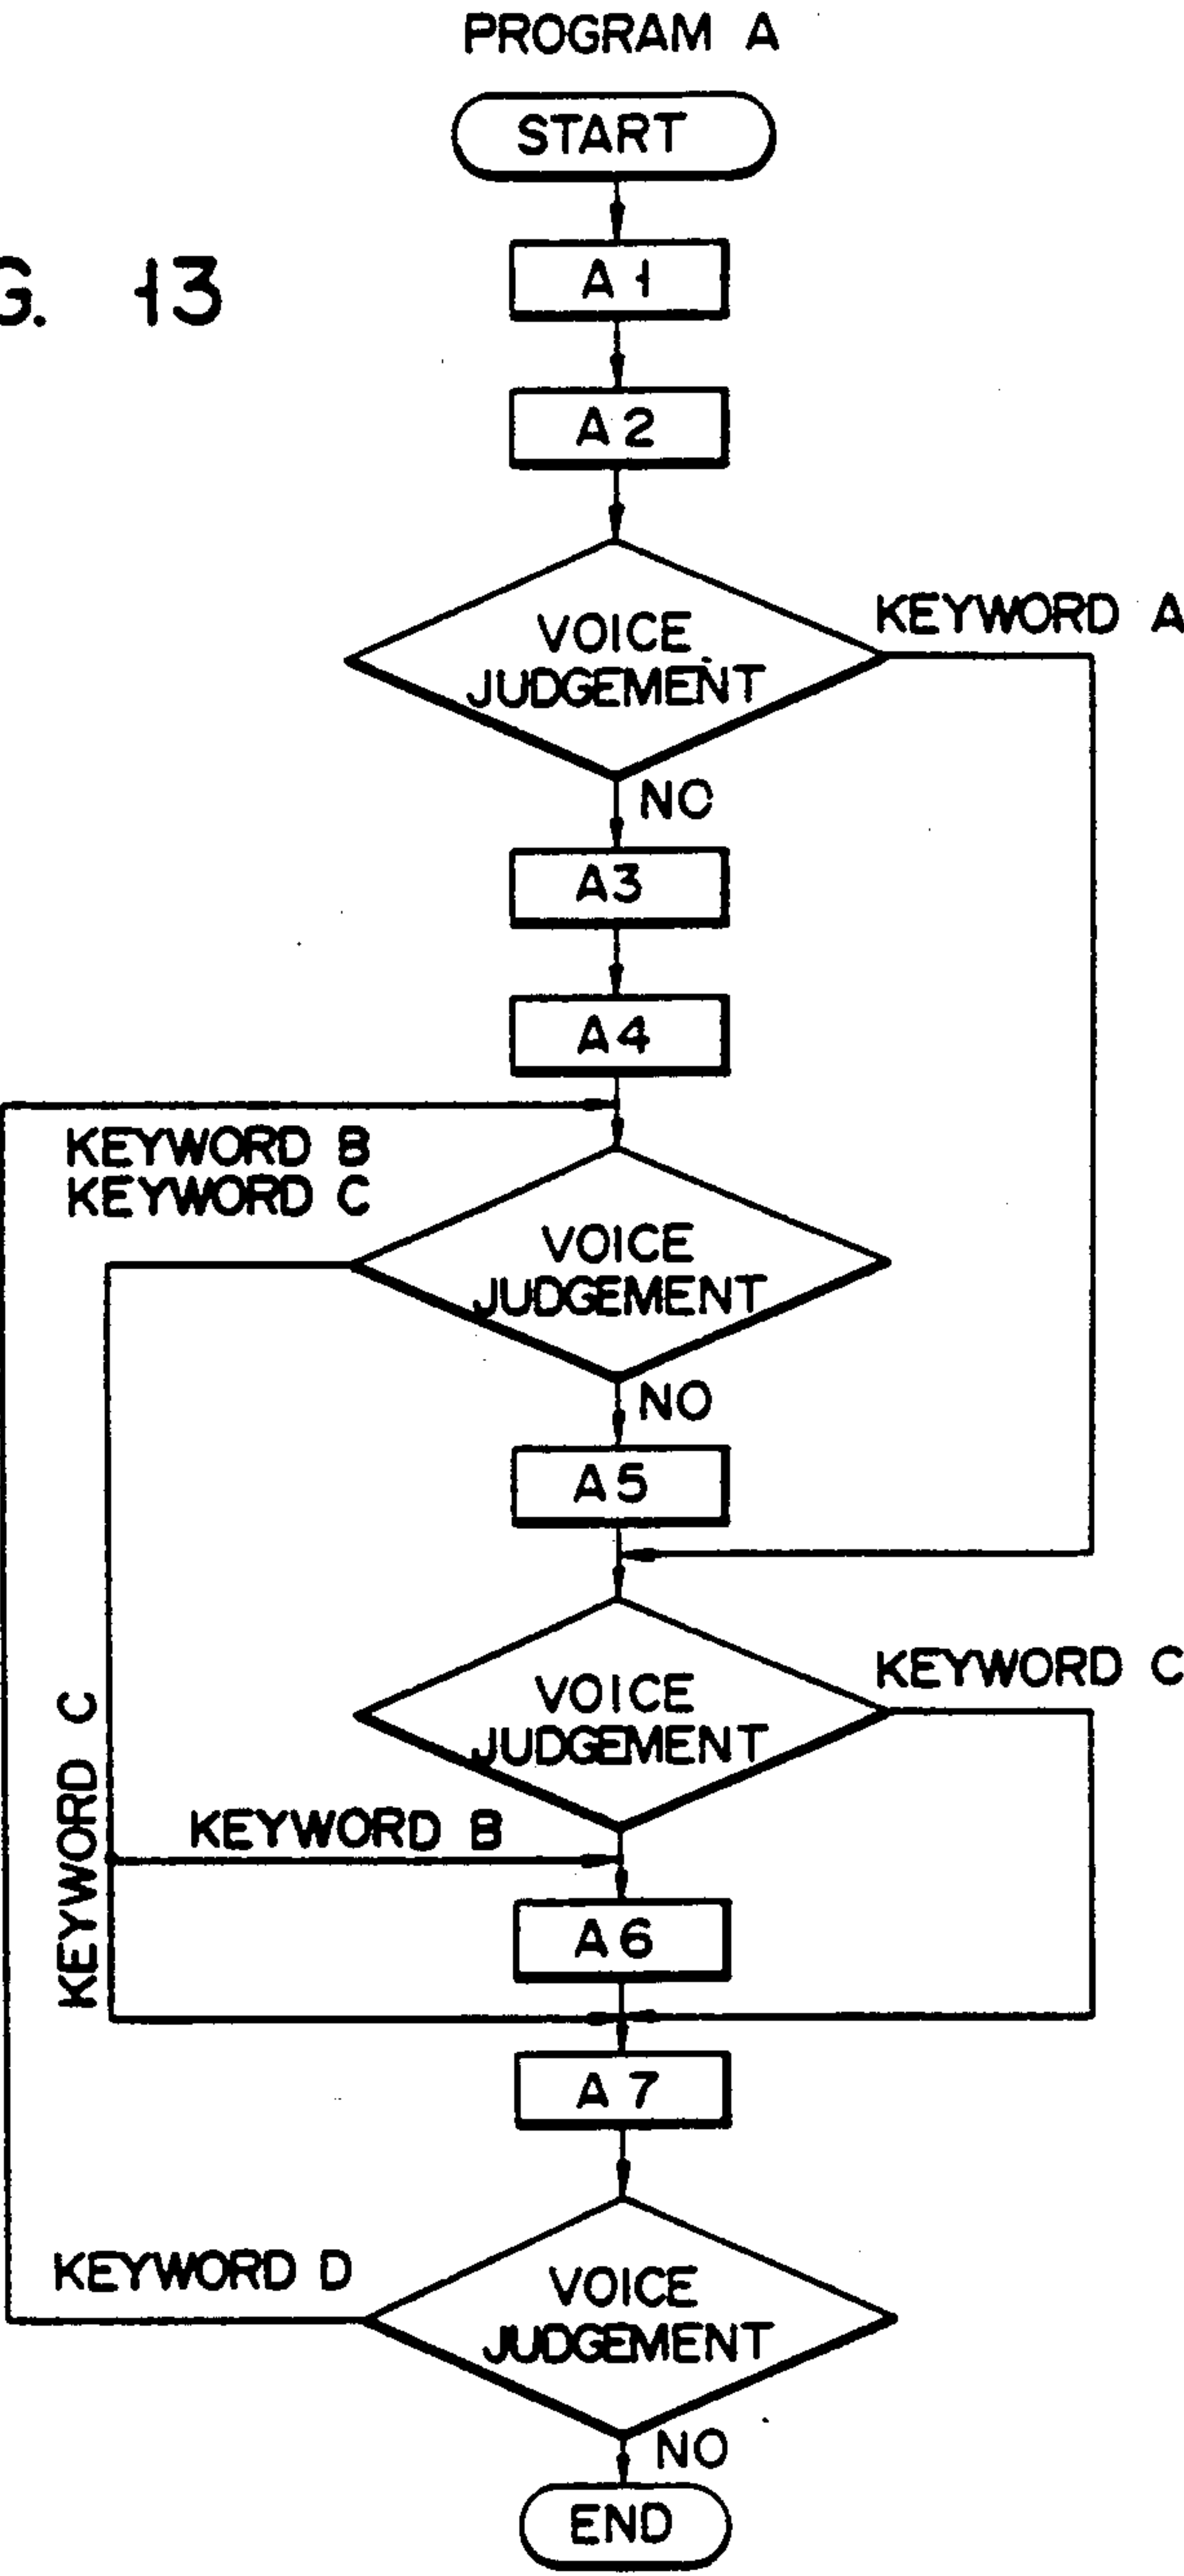 PROGRAM A
START
G. 13
A1
A2
VOICE
JUDGEMENT
KEYWORD A
NO
A3
A4
KEYWORD B
KEYWORD C
VOICE
JUDGEMENT
NO
A5
VOICE
JUDGEMENT
KEYWORD C
KEYWORD C
KEYWORD B
A6
A7
KEYWORD D
VOICE
JUDGEMENT
NO
END